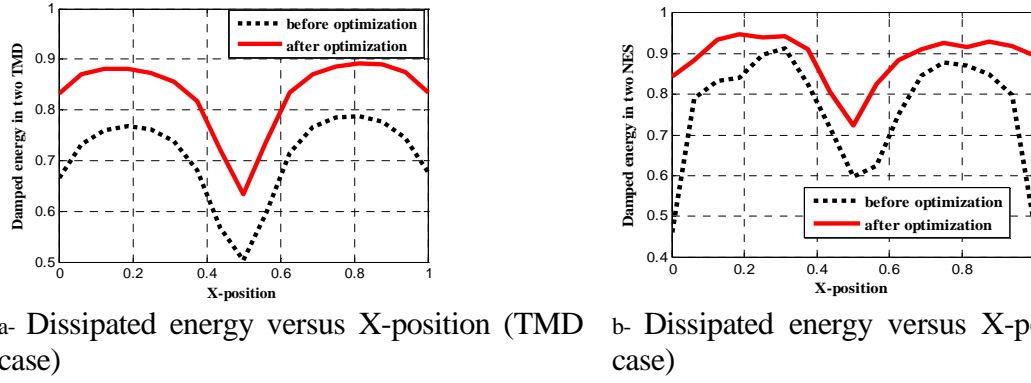 1
0.9
0.8
0.7
0.6
0.5
0
0.2
0.4
0.6
0.8
1
Damped energy in two TMD
X-position
before optimization
after optimization
1
0.9
0.8
0.7
0.6
0.5
0.4
0
0.2
0.4
0.6
0.8
Damped energy in two NES
X-position
before optimization
after optimization
a- Dissipated energy versus X-position (TMD
case)
b- Dissipated energy versus X-po
case)